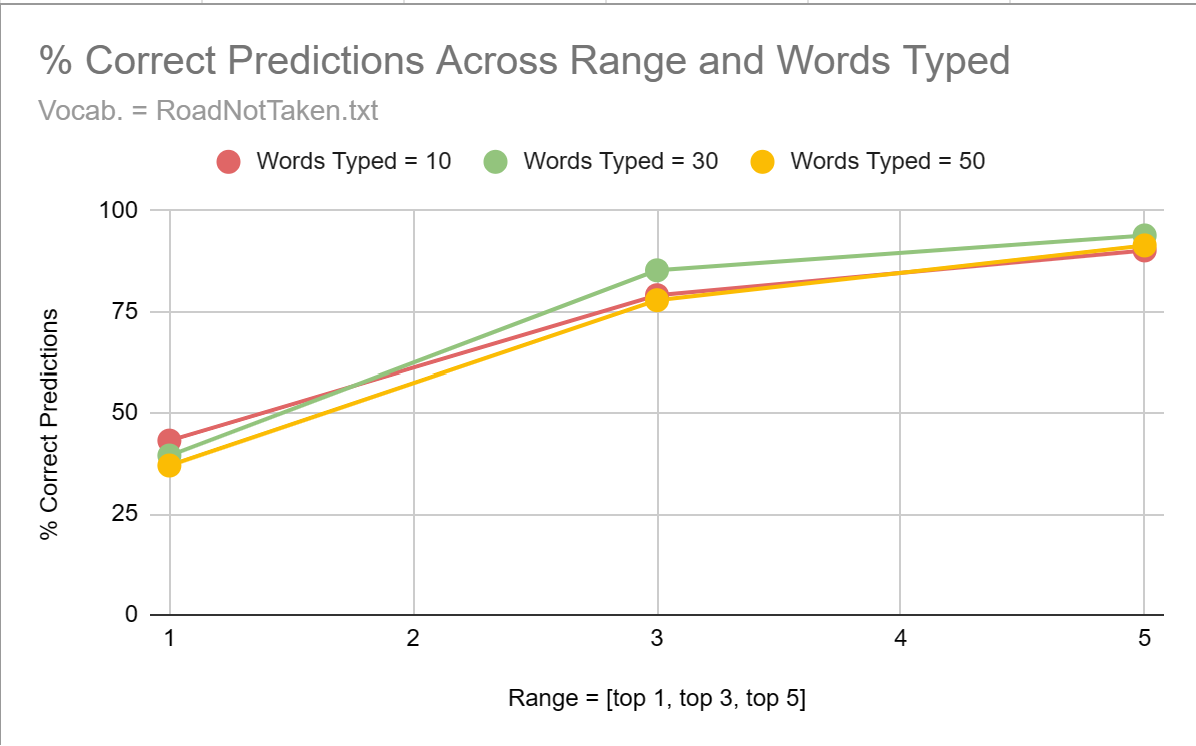 % Correct Predictions Across Range and Words Typed
Vocab. = RoadNotTaken.txt
Words Typed = 10 Words Typed = 30 Words Typed = 50
100
75
50
25
0
% Correct Predictions
1 2 3 4 5
Range = [top 1, top 3, top 5]